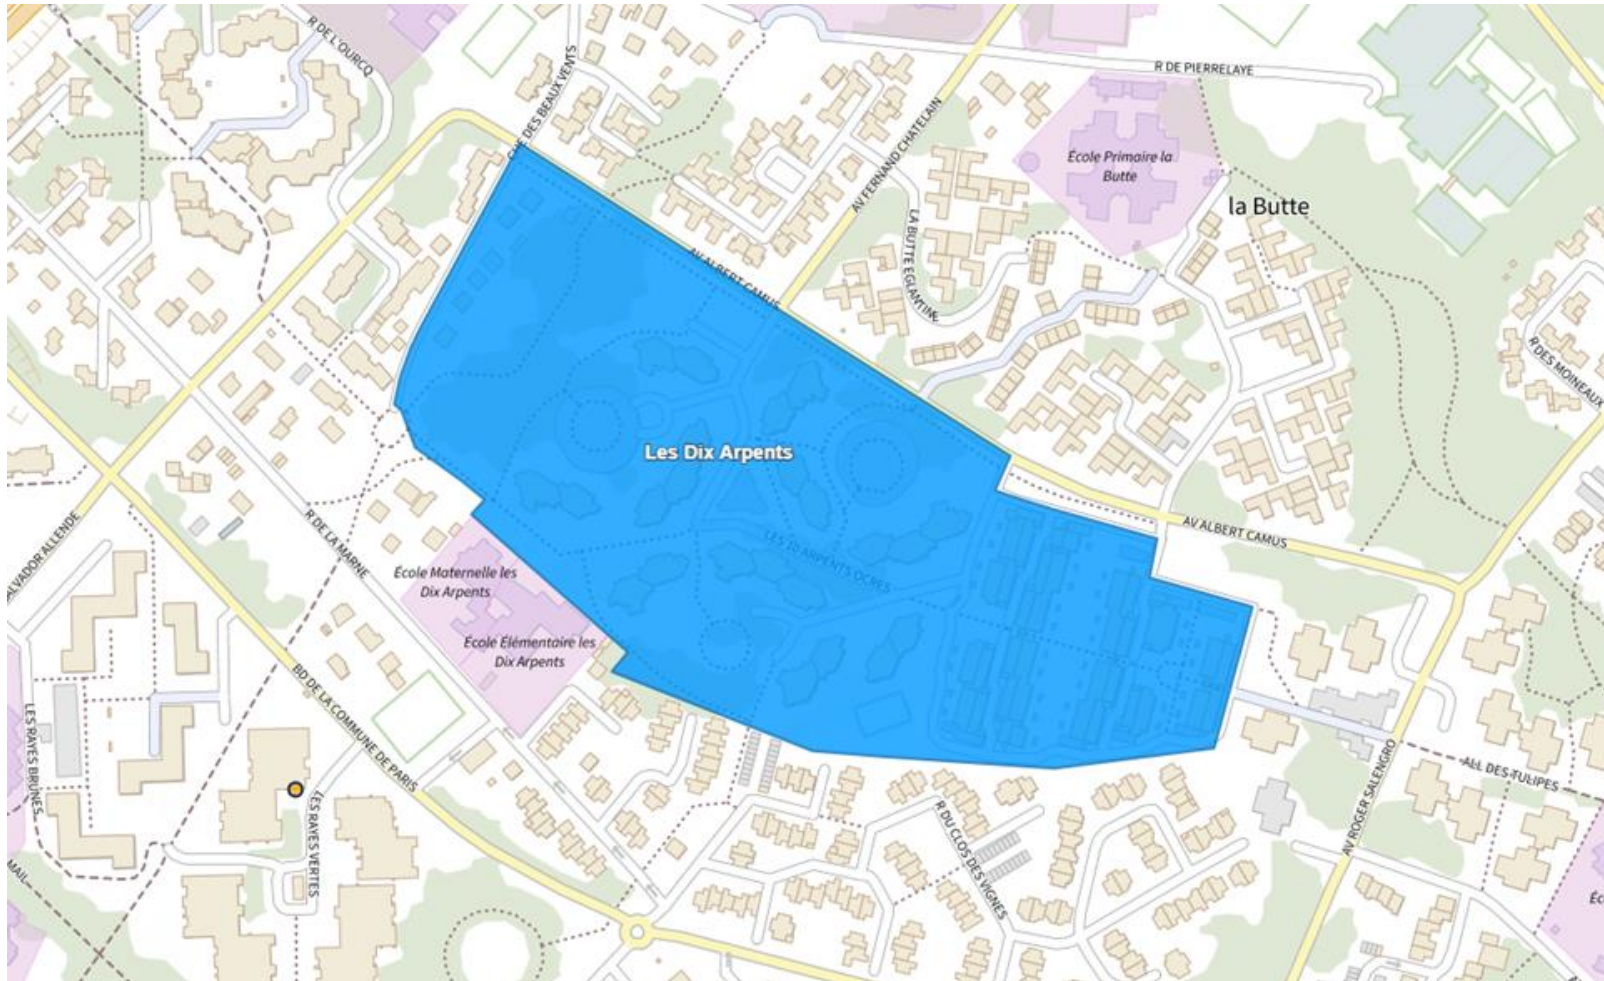 R DE L'OURCQ
CHE DES BEAUX VENTS
R DE PIERRELAYE
AV FERNAND CHATELAIN
École Primaire la
Butte
la Butte
LA BUTTE EGLANTINE
AV ALBERT CAMUS
R DES MOINEAUX
Les Dix Arpents
AV ALBERT CAMUS
LES 10 ARPENTS OCRES
R DE LA MARNE
ALVADOR ALLENDE
École Maternelle les
Dix Arpents
École Élémentaire les
Dix Arpents
BD DE LA COMMUNE DE PARIS
LES RAYES BRUNES
LES RAYES VERTES
MAIL
R DU CLOS DES VIGNES
AV ROGER SALENGRO
ALL DES TULIPES
Éc